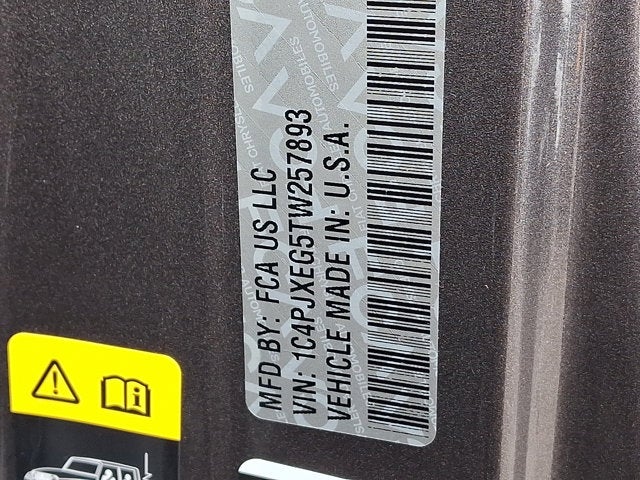 MFD BY: FCA US LLC
VIN: 1C4PJXEG5TW257893
VEHICLE MADE IN: U.S.A.